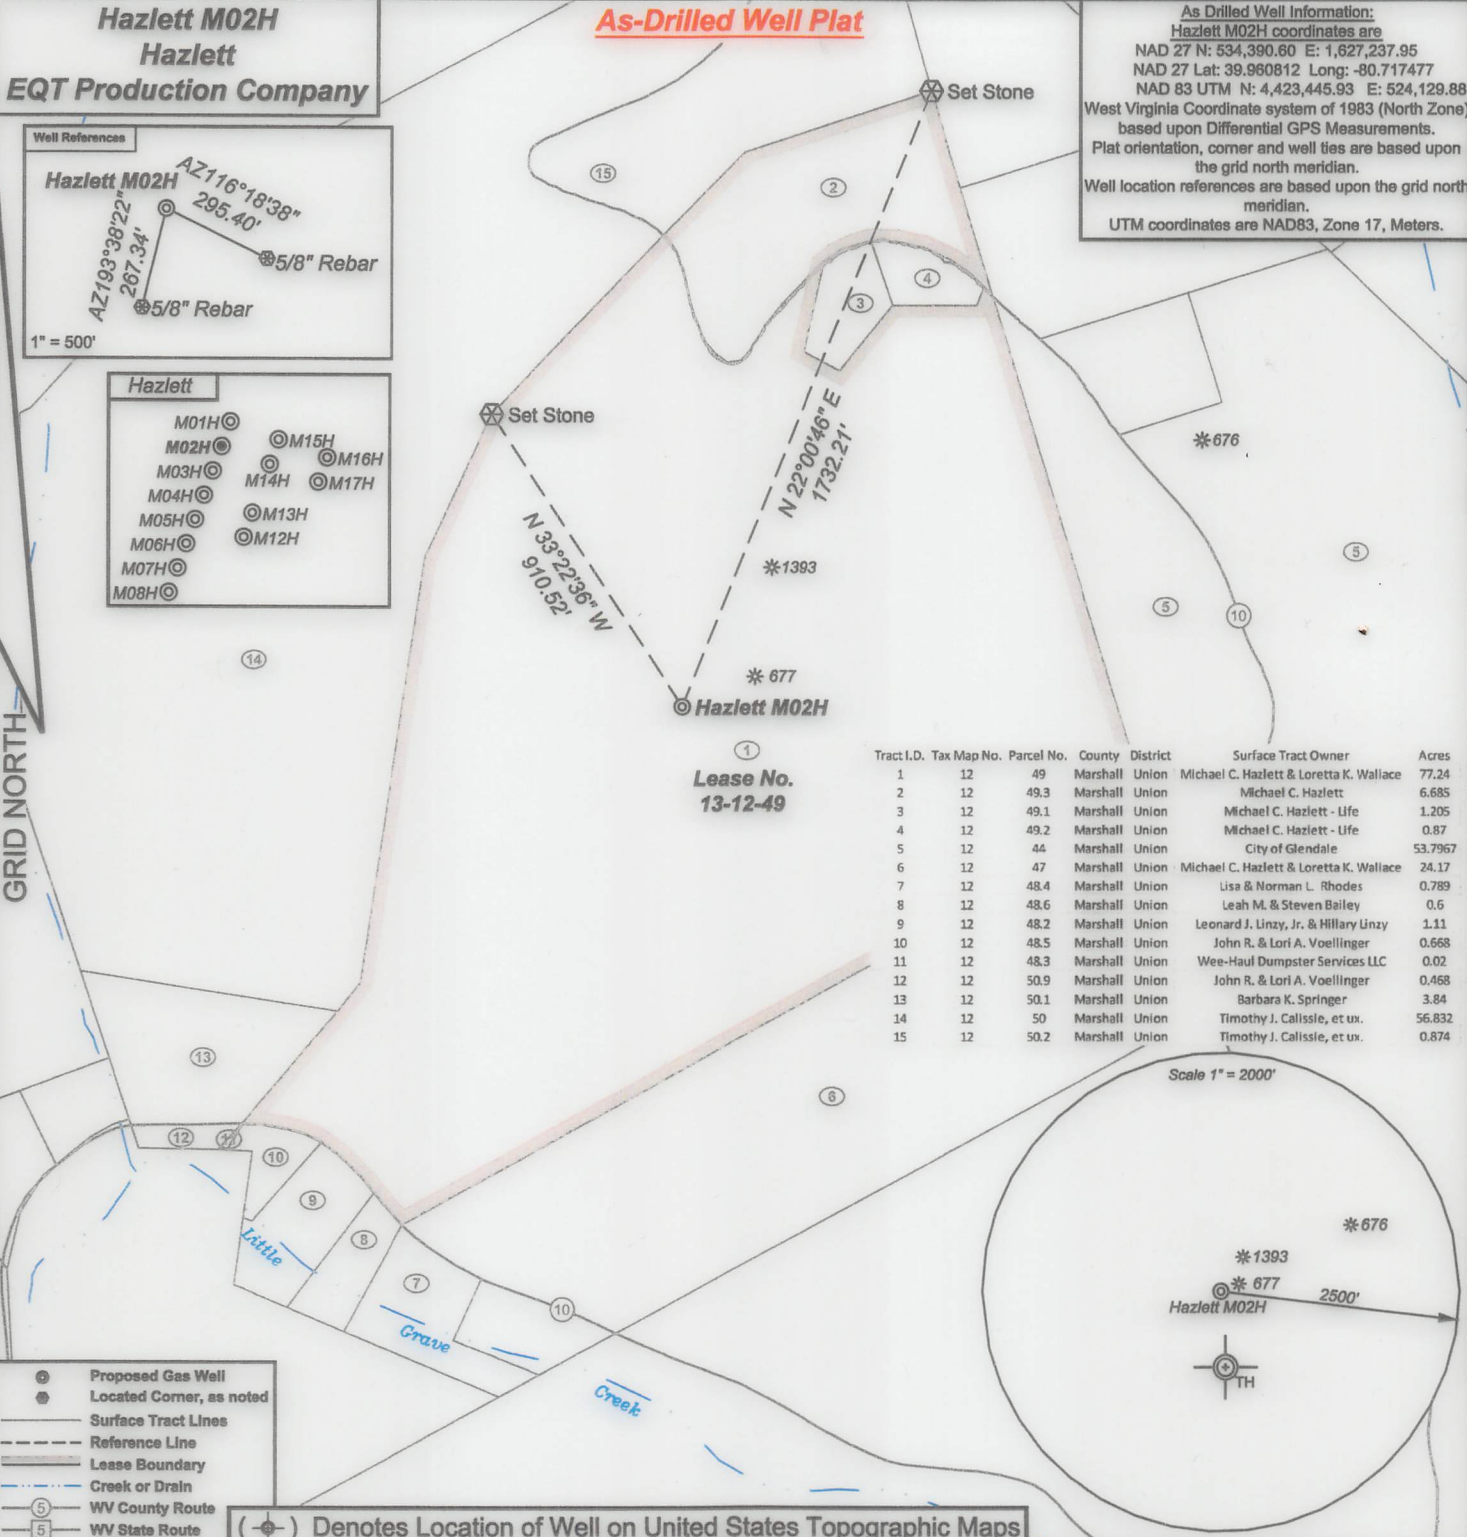 Hazlett M02H
Hazlett
EQT Production Company
As-Drilled Well Plat
As Drilled Well Information:
Hazlett M02H coordinates are
NAD 27 N: 534,390.60 E: 1,627,237.95
NAD 27 Lat: 39.960812 Long: -80.717477
NAD 83 UTM N: 4,423,445.93 E: 524,129.88
West Virginia Coordinate system of 1983 (North Zone)
based upon Differential GPS Measurements.
Plat orientation, corner and well ties are based upon
the grid north meridian.
Well location references are based upon the grid north
meridian.
UTM coordinates are NAD83, Zone 17, Meters.
Well References
Hazlett M02H
AZ116°18'38"
295.40'
AZ193°38'22"
267.34'
5/8" Rebar
5/8" Rebar
1" = 500'
Hazlett
M01H
M02H
M03H
M04H
M05H
M06H
M07H
M08H
M15H
M16H
M14H
M17H
M13H
M12H
Set Stone
15
2
4
3
Set Stone
N 22°00'46" E
1732.21'
N 33°22'36" W
910.52'
676
1393
5
5
10
14
677
Hazlett M02H
1
Lease No.
13-12-49
GRID NORTH
Tract I.D. Tax Map No. Parcel No. County District Surface Tract Owner Acres
1 12 49 Marshall Union Michael C. Hazlett & Loretta K. Wallace 77.24
2 12 49.3 Marshall Union Michael C. Hazlett 6.685
3 12 49.1 Marshall Union Michael C. Hazlett - Life 1.205
4 12 49.2 Marshall Union Michael C. Hazlett - Life 0.87
5 12 44 Marshall Union City of Glendale 53.7967
6 12 47 Marshall Union Michael C. Hazlett & Loretta K. Wallace 24.17
7 12 48.4 Marshall Union Lisa & Norman L. Rhodes 0.789
8 12 48.6 Marshall Union Leah M. & Steven Bailey 0.6
9 12 48.2 Marshall Union Leonard J. Linzy, Jr. & Hillary Linzy 1.11
10 12 48.5 Marshall Union John R. & Lori A. Voellinger 0.668
11 12 48.3 Marshall Union Wee-Haul Dumpster Services LLC 0.02
12 12 50.9 Marshall Union John R. & Lori A. Voellinger 0.468
13 12 50.1 Marshall Union Barbara K. Springer 3.84
14 12 50 Marshall Union Timothy J. Calissie, et ux. 56.832
15 12 50.2 Marshall Union Timothy J. Calissie, et ux. 0.874
13
6
12
10
9
8
7
10
Little
Grave
Creek
Scale 1" = 2000'
676
1393
677
Hazlett M02H
2500'
TH
Proposed Gas Well
Located Corner, as noted
Surface Tract Lines
Reference Line
Lease Boundary
Creek or Drain
5 WV County Route
5 WV State Route
( ) Denotes Location of Well on United States Topographic Maps